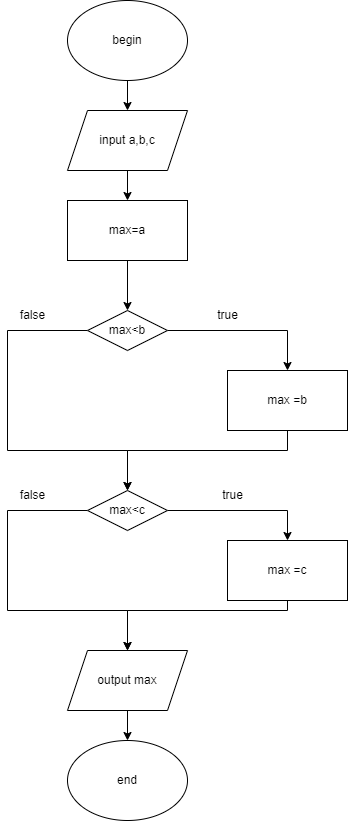 begin
input a,b,c
max=a
false
true
max<b
max =b
false
true
max<c
max =c
output max
end